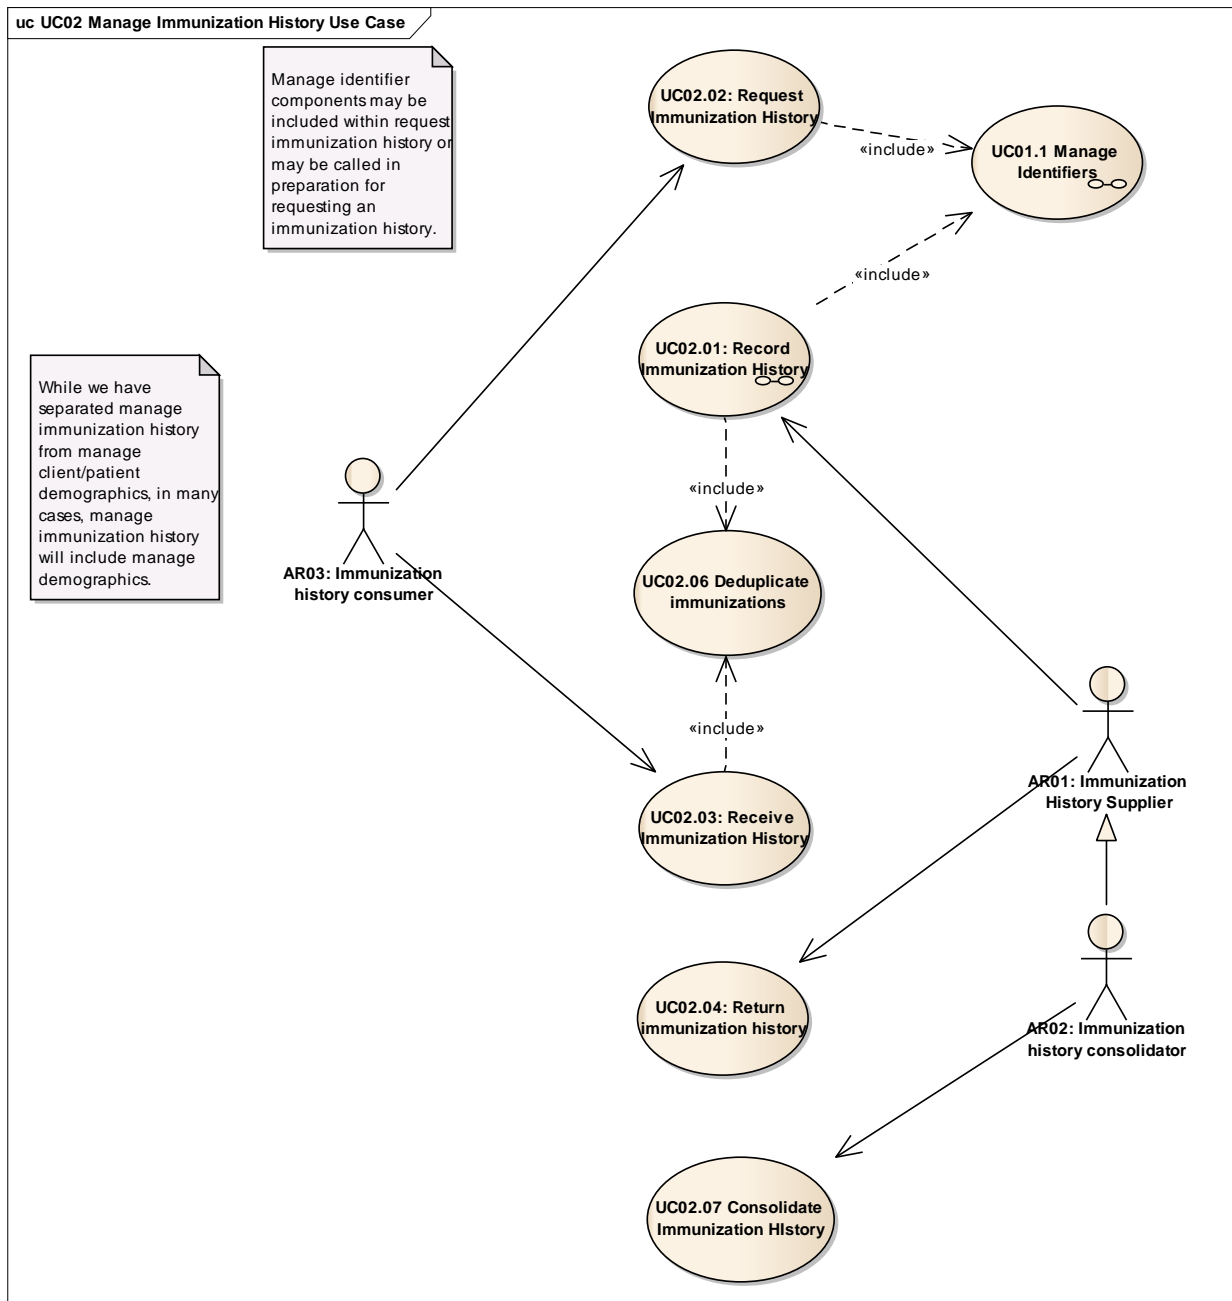 uc UC02 Manage Immunization History Use Case
Manage identifier
components may be
included within request
immunization history or
may be called in
preparation for
requesting an
immunization history.
UC02.02: Request
Immunization History
«include»
UC01.1 Manage
Identifiers
«include»
UC02.01: Record
Immunization History
While we have
separated manage
immunization history
from manage
client/patient
demographics, in many
cases, manage
immunization history
will include manage
demographics.
«include»
AR03: Immunization
history consumer
UC02.06 Deduplicate
immunizations
«include»
AR01: Immunization
History Supplier
UC02.03: Receive
Immunization History
UC02.04: Return
immunization history
AR02: Immunization
history consolidator
UC02.07 Consolidate
Immunization HIstory